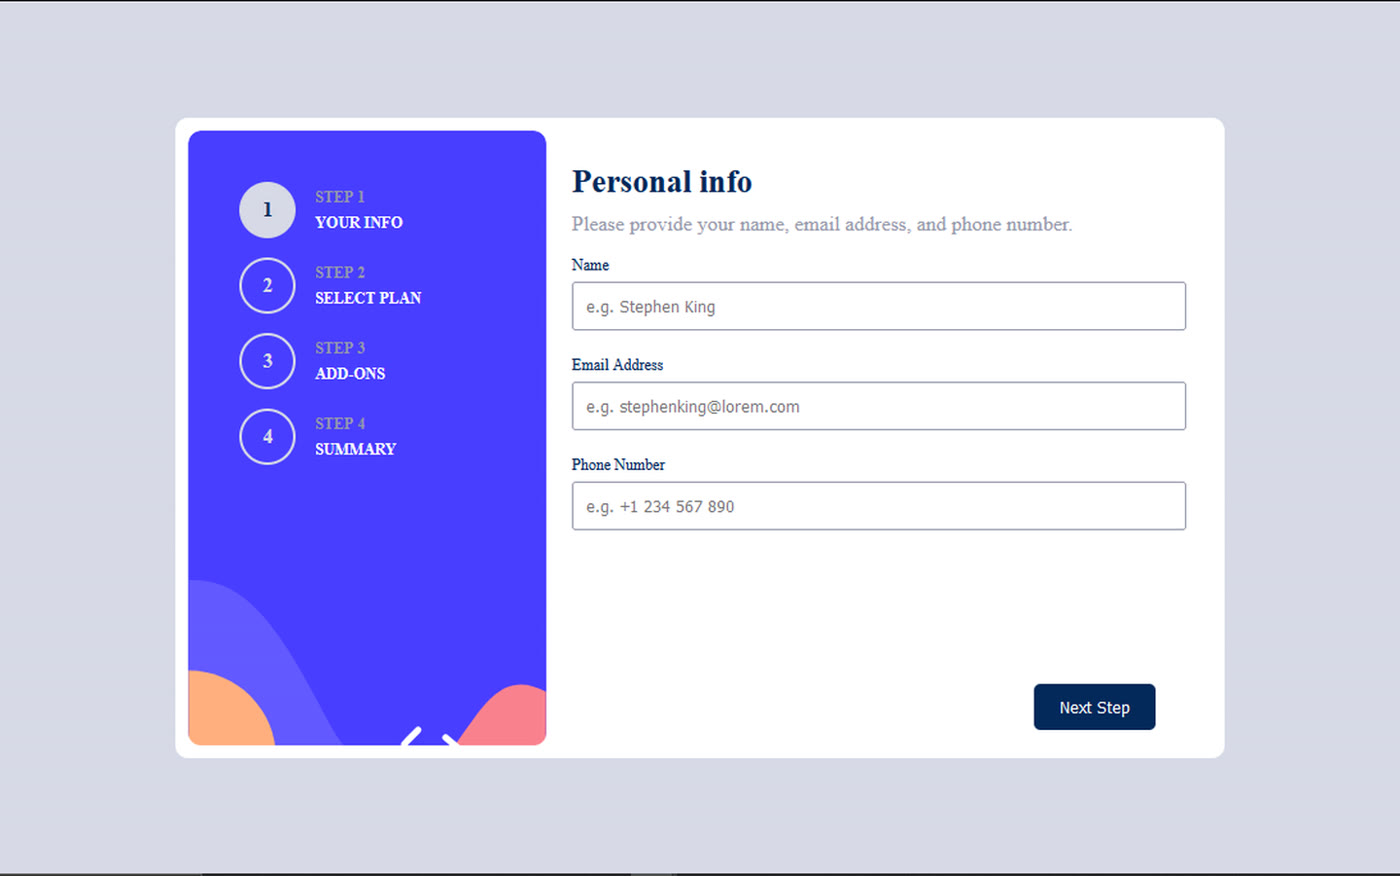 1
STEP 1
YOUR INFO
2
STEP 2
SELECT PLAN
3
STEP 3
ADD-ONS
4
STEP 4
SUMMARY
Personal info
Please provide your name, email address, and phone number.
Name
e.g. Stephen King
Email Address
e.g. stephenking@lorem.com
Phone Number
e.g. +1 234 567 890
Next Step